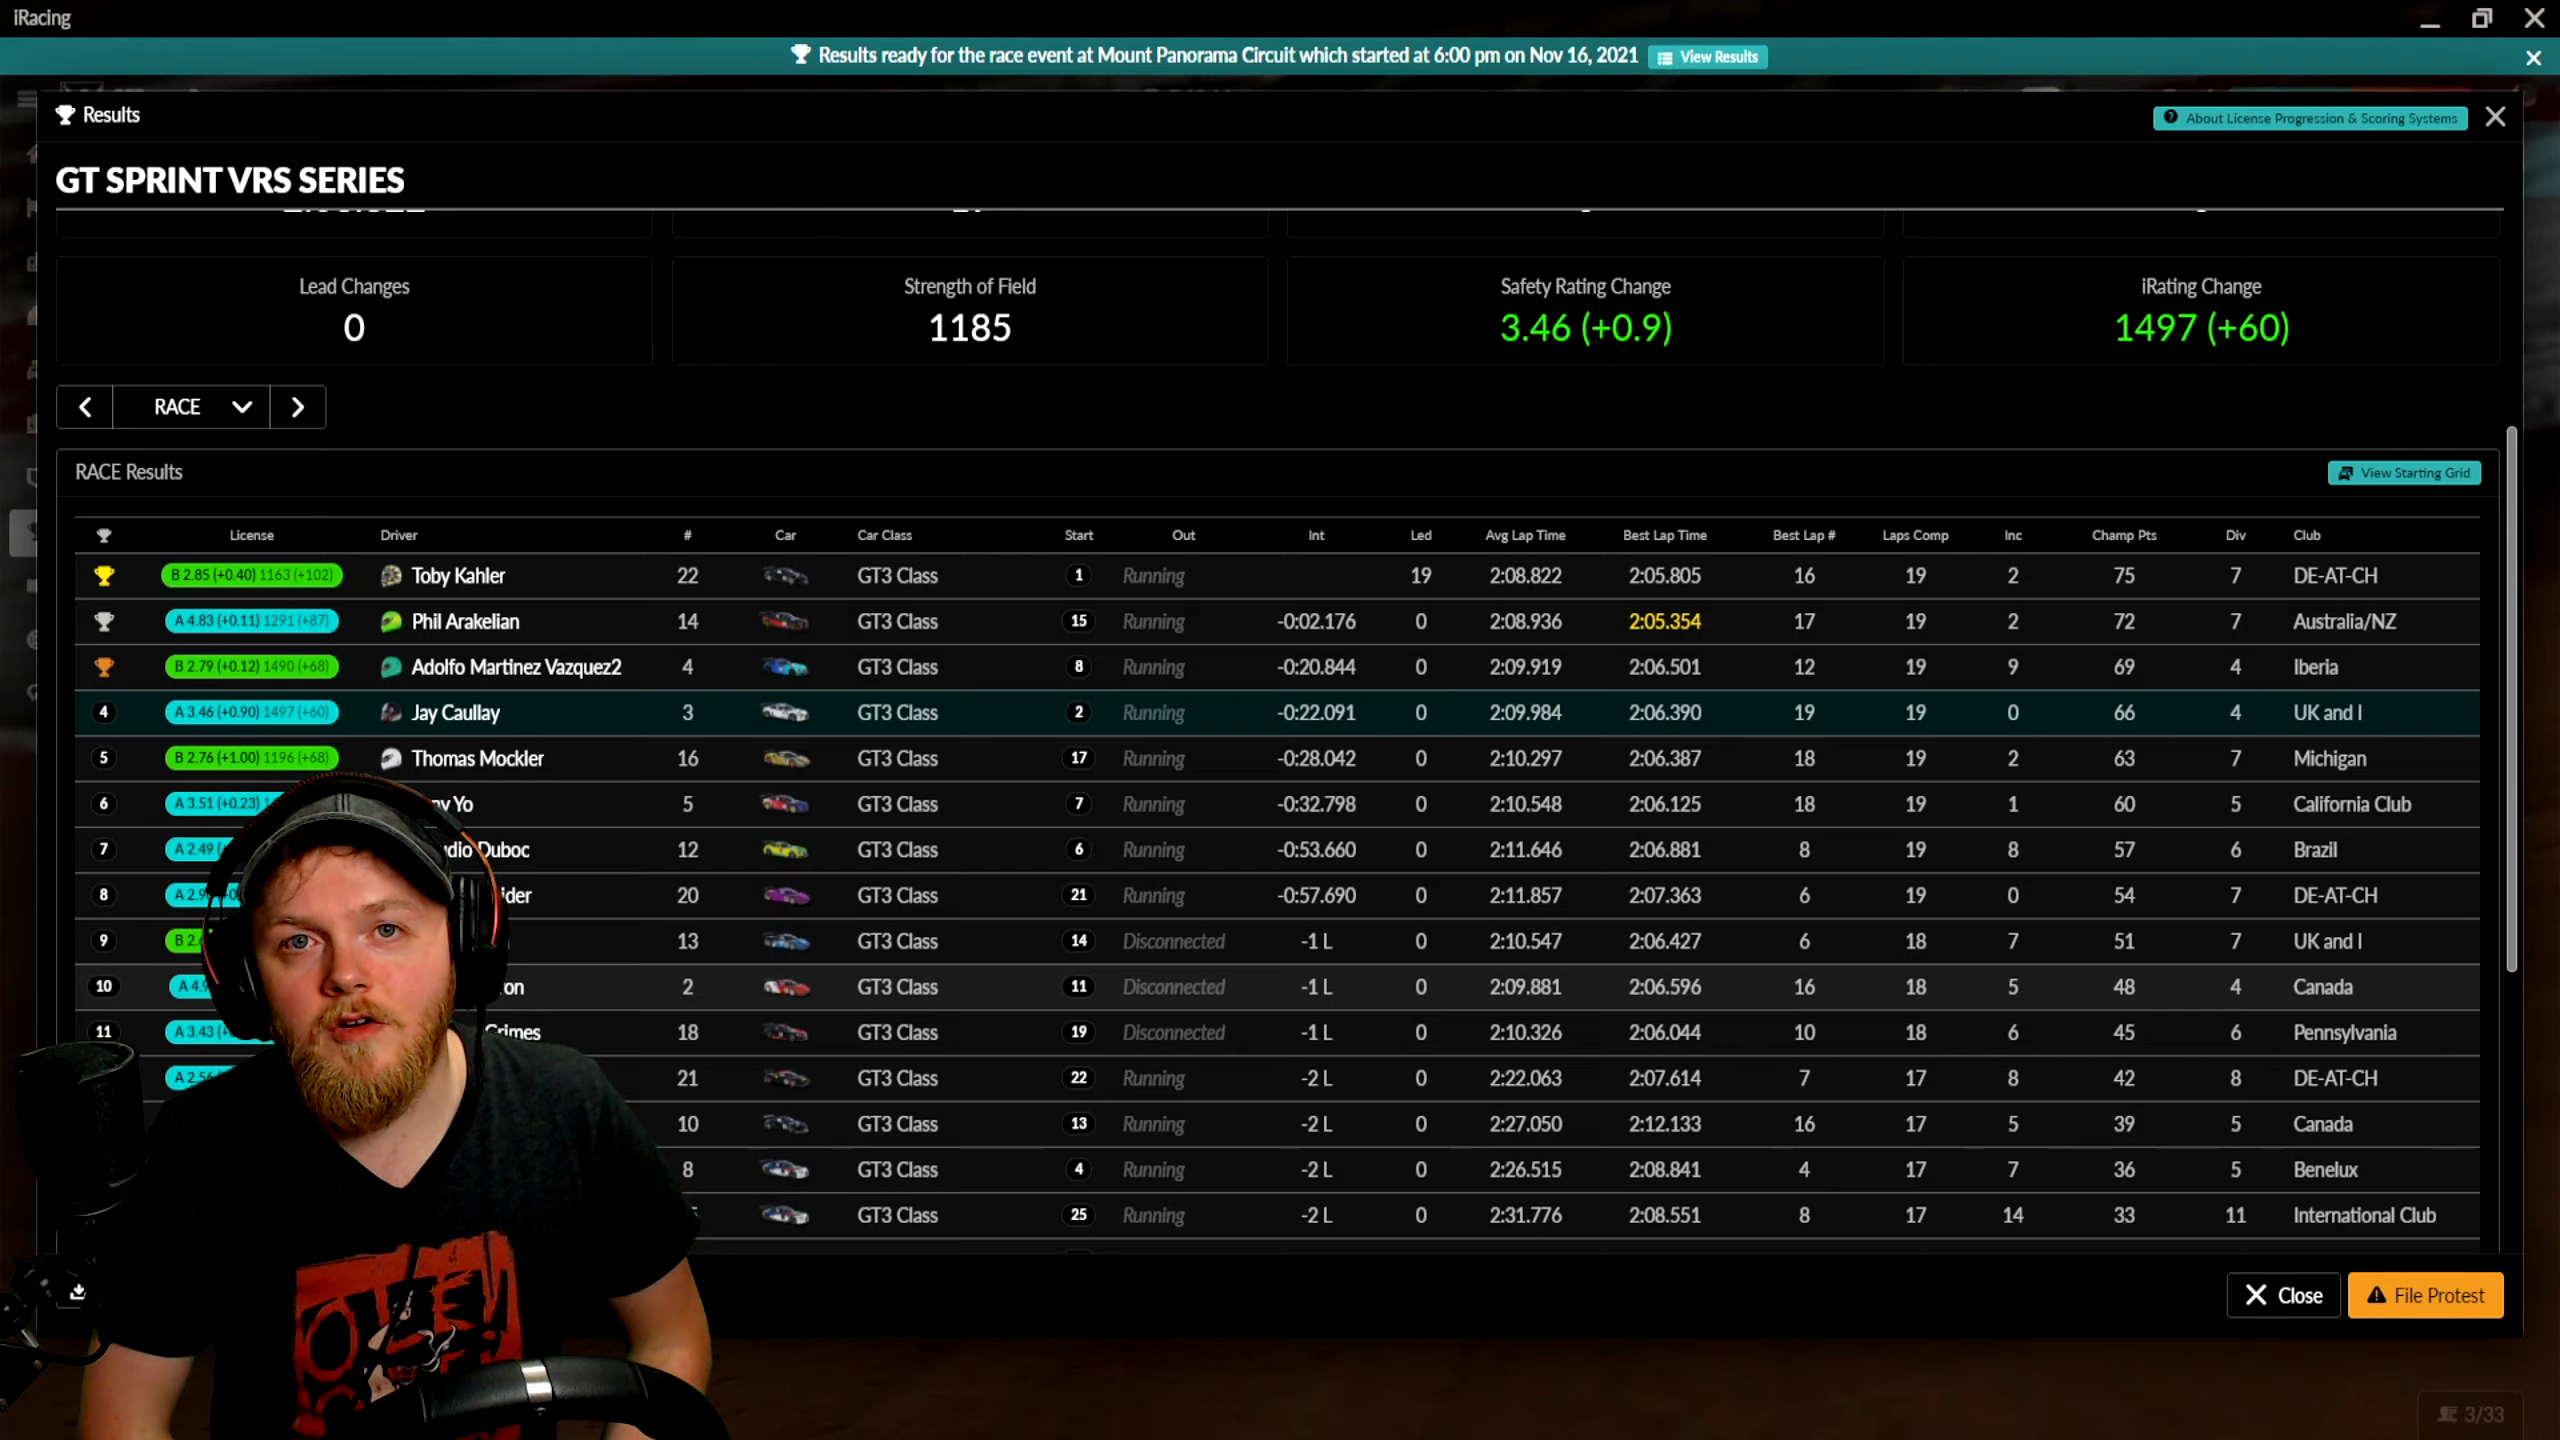 iRacing
Results ready for the race event at Mount Panorama Circuit which started at 6:00 pm on Nov 16, 2021 View Results
Results About License Progression & Scoring Systems
GT SPRINT VRS SERIES
Lead Changes Strength of Field Safety Rating Change iRating Change
0 1185 3.46 (+0.9) 1497 (+60)
RACE
RACE Results View Starting Grid
License Driver # Car Car Class Start Out Int Led Avg Lap Time Best Lap Time Best Lap # Laps Comp Inc Champ Pts Div Club
B 2.85 (+0.40) 1163 (+102) Toby Kahler 22 GT3 Class 1 Running 19 2:08.822 2:05.805 16 19 2 75 7 DE-AT-CH
A 4.83 (+0.11) 1291 (+87) Phil Arakelian 14 GT3 Class 15 Running -0:02.176 0 2:08.936 2:05.354 17 19 2 72 7 Australia/NZ
B 2.79 (+0.12) 1490 (+68) Adolfo Martinez Vazquez2 4 GT3 Class 8 Running -0:20.844 0 2:09.919 2:06.501 12 19 9 69 4 Iberia
4 A 3.46 (+0.90) 1497 (+60) Jay Caullay 3 GT3 Class 2 Running -0:22.091 0 2:09.984 2:06.390 19 19 0 66 4 UK and I
5 B 2.76 (+1.00) 1196 (+68) Thomas Mockler 16 GT3 Class 17 Running -0:28.042 0 2:10.297 2:06.387 18 19 2 63 7 Michigan
6 A 3.51 (+0.23) Yo 5 GT3 Class 7 Running -0:32.798 0 2:10.548 2:06.125 18 19 1 60 5 California Club
7 A 2.49 Duboc 12 GT3 Class 6 Running -0:53.660 0 2:11.646 2:06.881 8 19 8 57 6 Brazil
8 A 20 GT3 Class 21 Running -0:57.690 0 2:11.857 2:07.363 6 19 0 54 7 DE-AT-CH
9 B 13 GT3 Class 14 Disconnected -1 L 0 2:10.547 2:06.427 6 18 7 51 7 UK and I
10 A 2 GT3 Class 11 Disconnected -1 L 0 2:09.881 2:06.596 16 18 5 48 4 Canada
11 A 3.43 Grimes 18 GT3 Class 19 Disconnected -1 L 0 2:10.326 2:06.044 10 18 6 45 6 Pennsylvania
A 2.56 21 GT3 Class 22 Running -2 L 0 2:22.063 2:07.614 7 17 8 42 8 DE-AT-CH
10 GT3 Class 13 Running -2 L 0 2:27.050 2:12.133 16 17 5 39 5 Canada
8 GT3 Class 4 Running -2 L 0 2:26.515 2:08.841 4 17 7 36 5 Benelux
GT3 Class 25 Running -2 L 0 2:31.776 2:08.551 8 17 14 33 11 International Club
Close File Protest
3/33